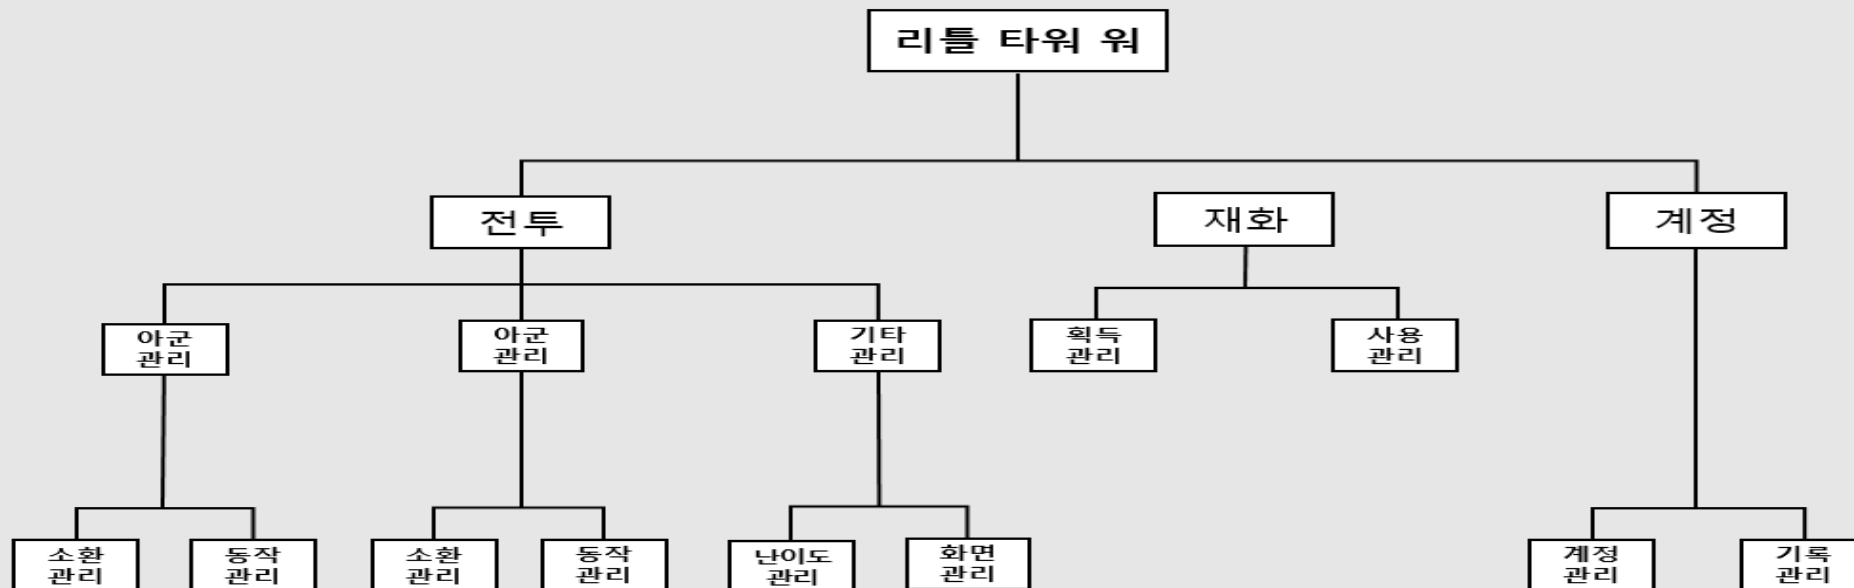 리틀 타워 워
전투
재화
계정
아군
관리
아군
관리
기타
관리
획득
관리
사용
관리
소환
관리
동작
관리
소환
관리
동작
관리
난이도
관리
화면
관리
계정
관리
기록
관리